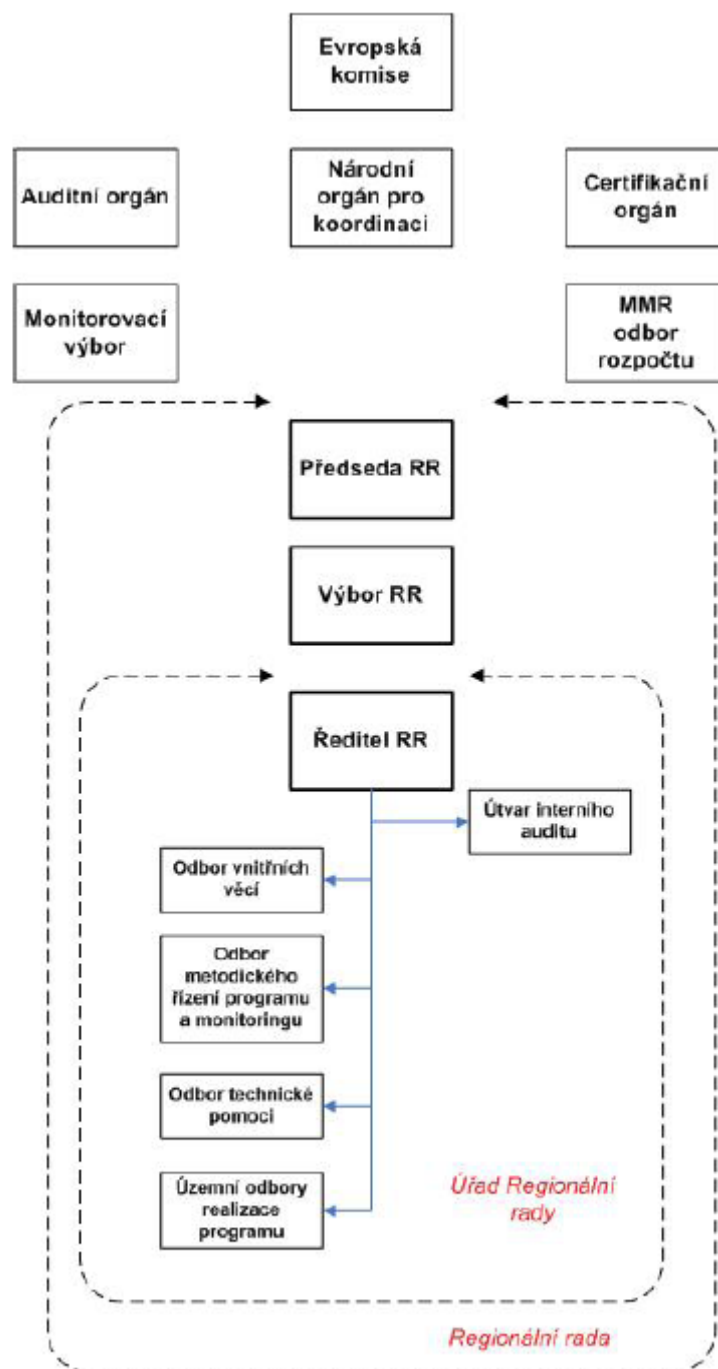 Evropská
komise
Auditní orgán
Národní
orgán pro
koordinaci
Certifikační
orgán
Monitorovací
výbor
MMR
odbor
rozpočtu
Předseda RR
Výbor RR
Ředitel RR
Útvar interního
auditu
Odbor vnitřních
věcí
Odbor
metodického
řízení programu
a monitoringu
Odbor technické
pomoci
Územní odbory
realizace
programu
Úřad Regionální
rady
Regionální rada